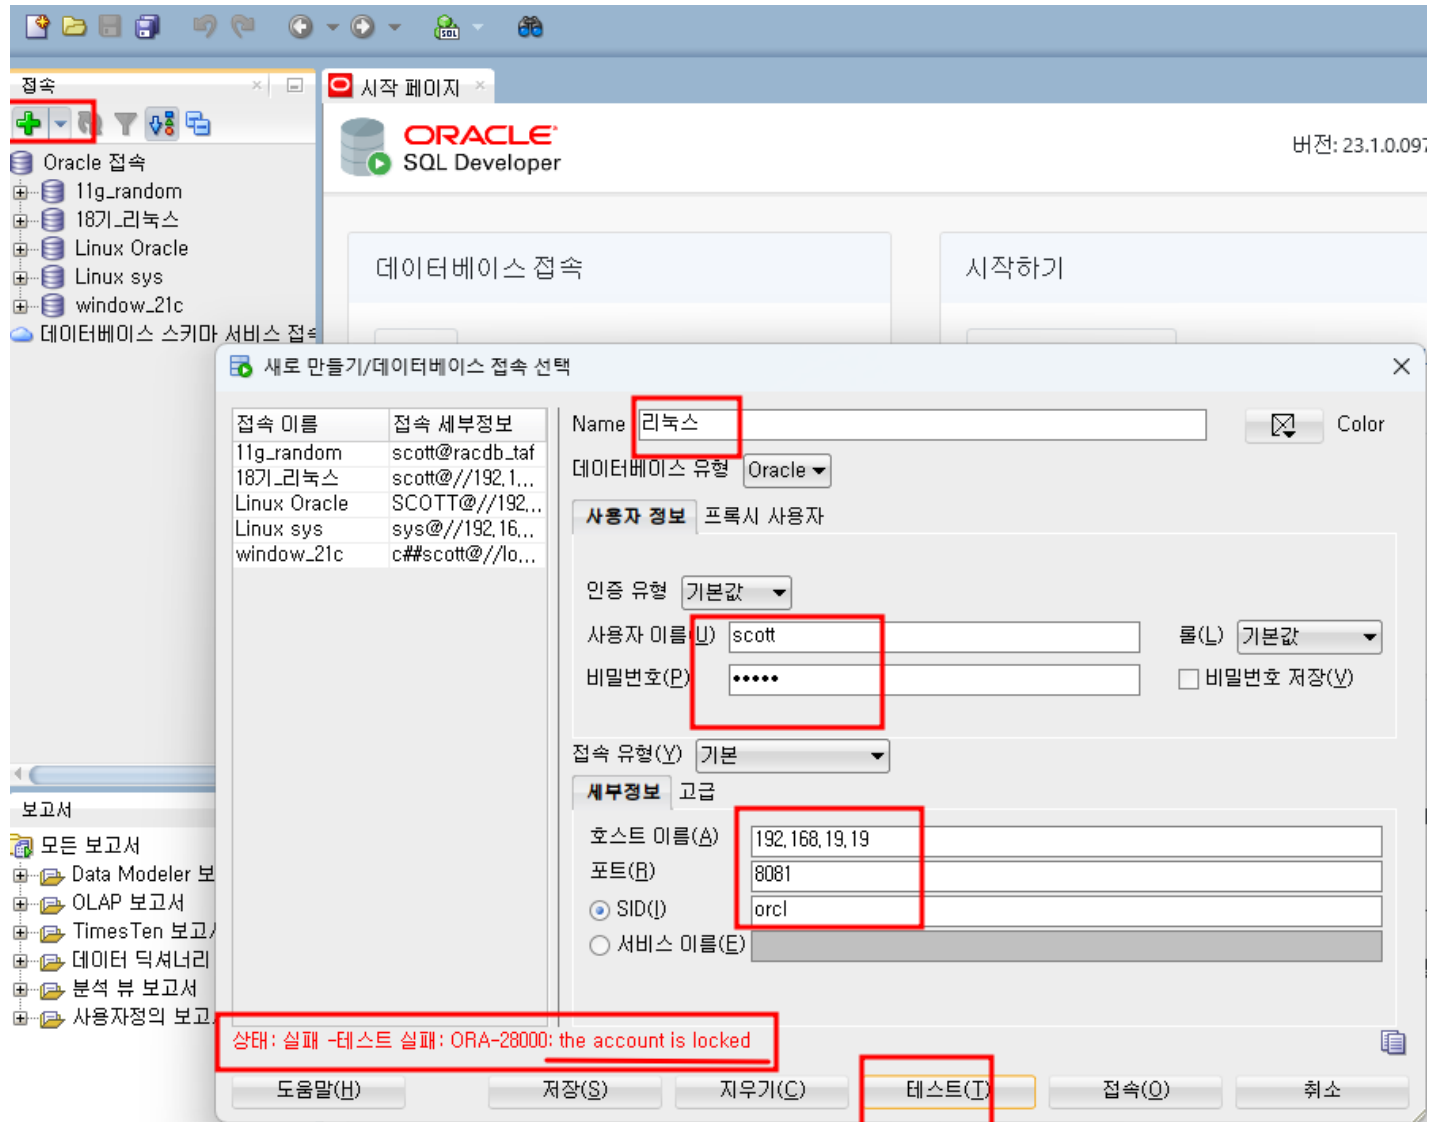 접속
시작 페이지
ORACLE
SQL Developer
버전: 23.1.0.097
Oracle 접속
11g_random
18기_리눅스
Linux Oracle
Linux sys
window_21c
데이터베이스 스키마 서비스 접속
데이터베이스 접속
시작하기
새로 만들기/데이터베이스 접속 선택
접속 이름 접속 세부정보
11g_random scott@racdb_taf
18기_리눅스 scott@//192,1...
Linux Oracle SCOTT@//192,...
Linux sys sys@//192,16,...
window_21c c##scott@//lo,...
Name 리눅스
Color
데이터베이스 유형 Oracle
사용자 정보 프록시 사용자
인증 유형 기본값
사용자 이름(U) scott
롤(L) 기본값
비밀번호(P) •••••
비밀번호 저장(V)
접속 유형(Y) 기본
세부정보 고급
호스트 이름(A) 192,168,19,19
포트(R) 8081
SID(I) orcl
서비스 이름(E)
보고서
모든 보고서
Data Modeler 보
OLAP 보고서
TimesTen 보고
데이터 딕셔너리
분석 뷰 보고서
사용자정의 보고
상태: 실패 -테스트 실패: ORA-28000: the account is locked
도움말(H) 저장(S) 지우기(C) 테스트(T) 접속(O) 취소